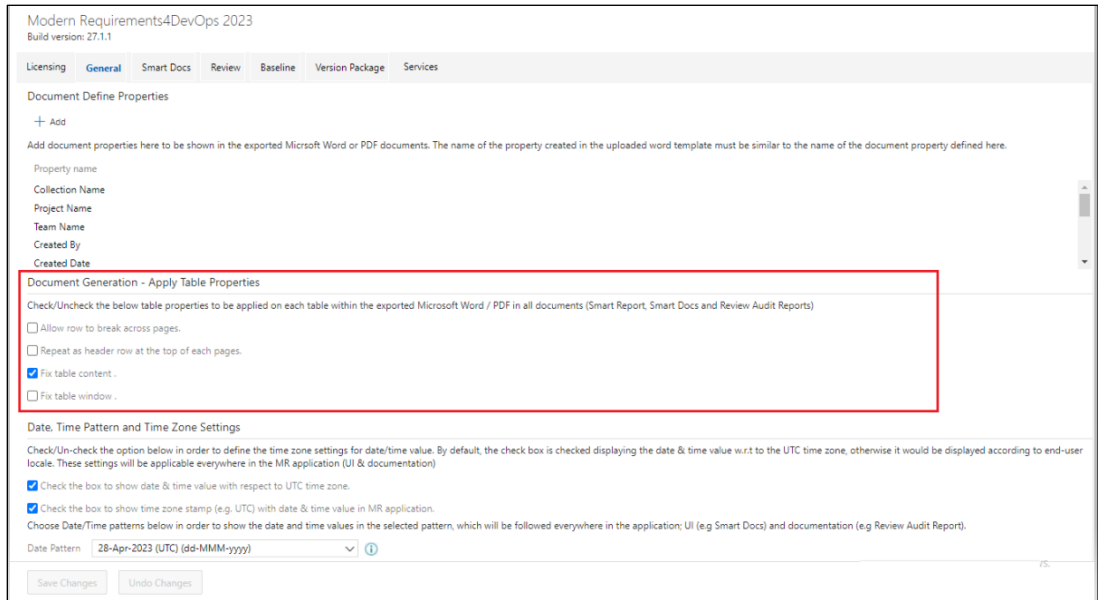 Modern Requirements4DevOps 2023
Build version: 27.1.1
Licensing General Smart Docs Review Baseline Version Package Services
Document Define Properties
+ Add
Add document properties here to be shown in the exported Micrsoft Word or PDF documents. The name of the property created in the uploaded word template must be similar to the name of the document property defined here.
Property name
Collection Name
Project Name
Team Name
Created By
Created Date
Document Generation - Apply Table Properties
Check/Uncheck the below table properties to be applied on each table within the exported Microsoft Word / PDF in all documents (Smart Report, Smart Docs and Review Audit Reports)
Allow row to break across pages.
Repeat as header row at the top of each pages.
Fix table content .
Fix table window .
Date, Time Pattern and Time Zone Settings
Check/Un-check the option below in order to define the time zone settings for date/time value. By default, the check box is checked displaying the date & time value w.r.t to the UTC time zone, otherwise it would be displayed according to end-user
locale. These settings will be applicable everywhere in the MR application (UI & documentation)
Check the box to show date & time value with respect to UTC time zone.
Check the box to show time zone stamp (e.g. UTC) with date & time value in MR application.
Choose Date/Time patterns below in order to show the date and time values in the selected pattern, which will be followed everywhere in the application; UI (e.g Smart Docs) and documentation (e.g Review Audit Report).
Date Pattern 28-Apr-2023 (UTC) (dd-MMM-yyyy)
Save Changes Undo Changes